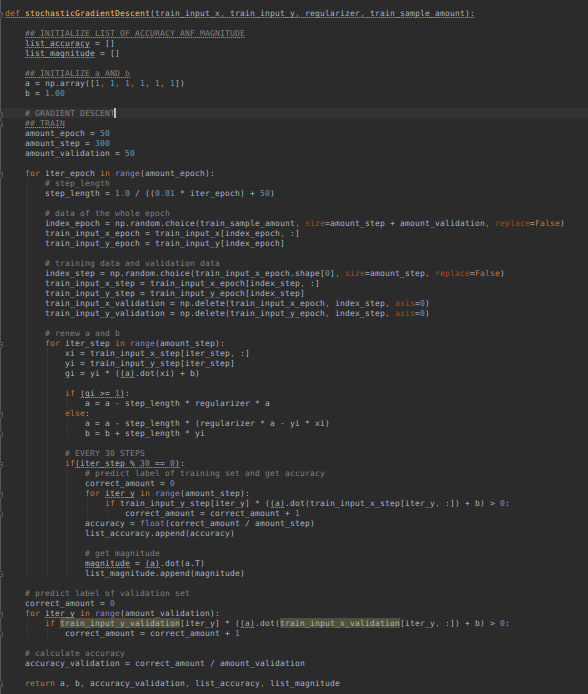 def stochasticGradientDescent(train_input_x, train_input_y, regularizer, train_sample_amount):
## INITIALIZE LIST OF ACCURACY ANF MAGNITUDE
list_accuracy = []
list_magnitude = []
## INITIALIZE a AND b
a = np.array([1, 1, 1, 1, 1, 1])
b = 1.00
# GRADIENT DESCENT
## TRAIN
amount_epoch = 50
amount_step = 300
amount_validation = 50
for iter_epoch in range(amount_epoch):
# step_length
step_length = 1.0 / ((0.01 * iter_epoch) + 50)
# data of the whole epoch
index_epoch = np.random.choice(train_sample_amount, size=amount_step + amount_validation, replace=False)
train_input_x_epoch = train_input_x[index_epoch, :]
train_input_y_epoch = train_input_y[index_epoch]
# training data and validation data
index_step = np.random.choice(train_input_x_epoch.shape[0], size=amount_step, replace=False)
train_input_x_step = train_input_x_epoch[index_step, :]
train_input_y_step = train_input_y_epoch[index_step]
train_input_x_validation = np.delete(train_input_x_epoch, index_step, axis=0)
train_input_y_validation = np.delete(train_input_y_epoch, index_step, axis=0)
# renew a and b
for iter_step in range(amount_step):
xi = train_input_x_step[iter_step, :]
yi = train_input_y_step[iter_step]
gi = yi * ((a).dot(xi) + b)
if (gi >= 1):
a = a - step_length * regularizer * a
else:
a = a - step_length * (regularizer * a - yi * xi)
b = b + step_length * yi
# EVERY 30 STEPS
if(iter_step % 30 == 0):
# predict label of training set and get accuracy
correct_amount = 0
for iter_y in range(amount_step):
if train_input_y_step[iter_y] * ((a).dot(train_input_x_step[iter_y, :]) + b) > 0:
correct_amount = correct_amount + 1
accuracy = float(correct_amount / amount_step)
list_accuracy.append(accuracy)
# get magnitude
magnitude = (a).dot(a.T)
list_magnitude.append(magnitude)
# predict label of validation set
correct_amount = 0
for iter_y in range(amount_validation):
if train_input_y_validation[iter_y] * ((a).dot(train_input_x_validation[iter_y, :]) + b) > 0:
correct_amount = correct_amount + 1
# calculate accuracy
accuracy_validation = correct_amount / amount_validation
return a, b, accuracy_validation, list_accuracy, list_magnitude